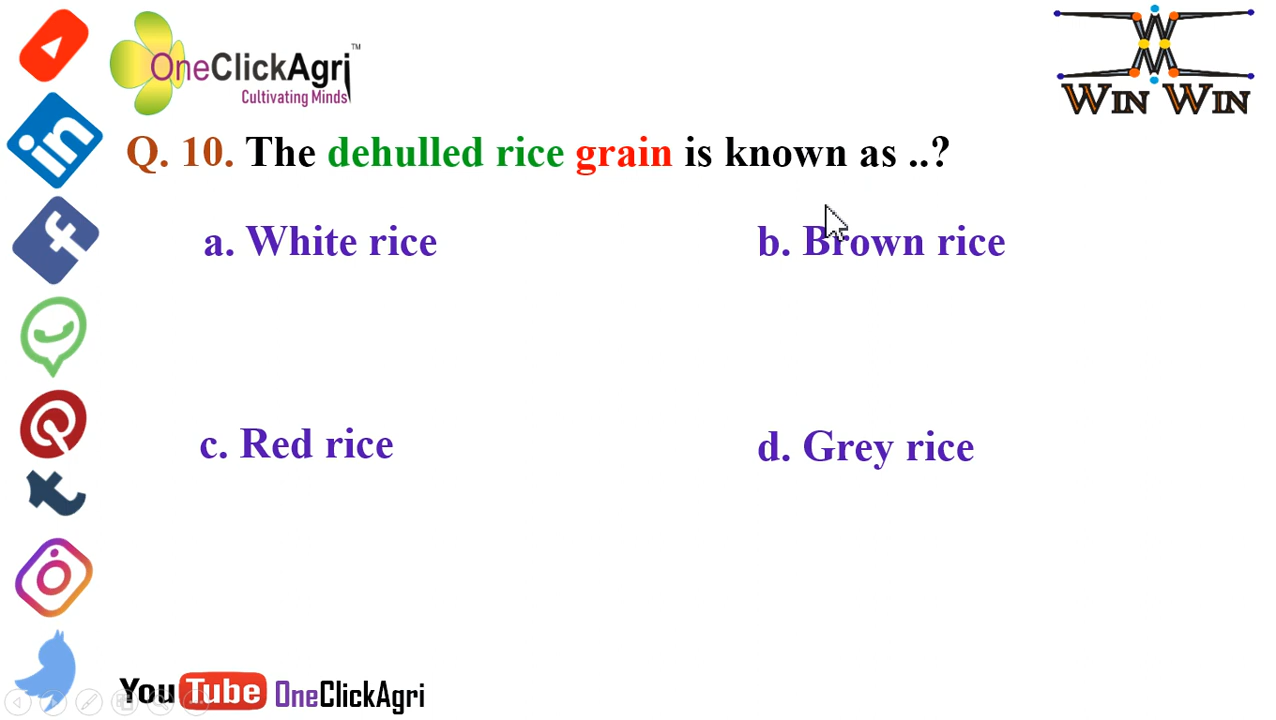 OneClickAgri™
Cultivating Minds
WIN WIN
Q. 10. The dehulled rice grain is known as ..?
a. White rice
b. Brown rice
c. Red rice
d. Grey rice
YouTube OneClickAgri